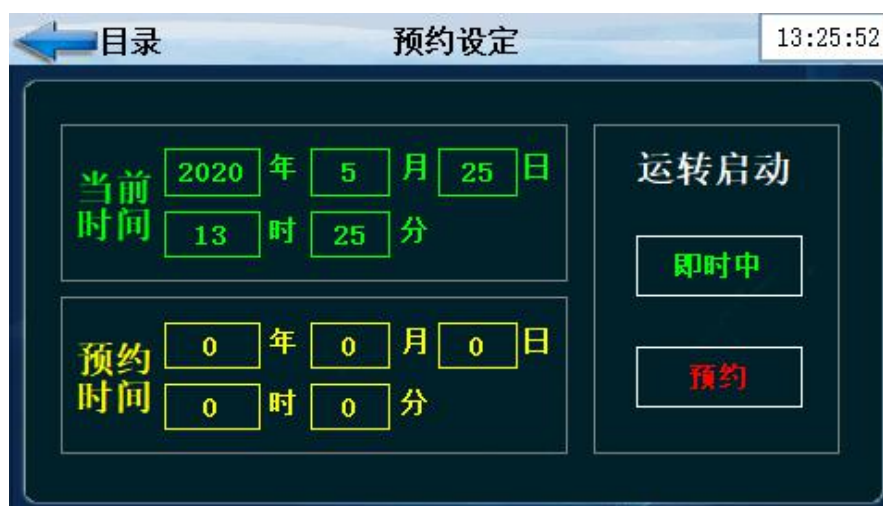 目录 预约设定 13:25:52
当前时间
2020 年 5 月 25 日
13 时 25 分
预约时间
0 年 0 月 0 日
0 时 0 分
运转启动
即时中
预约